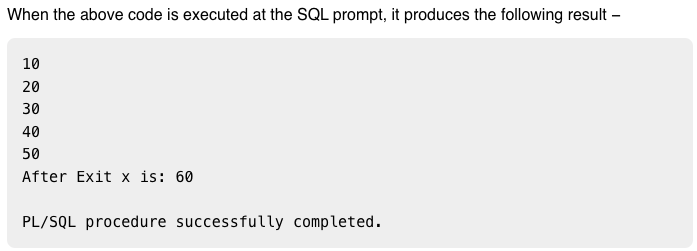 When the above code is executed at the SQL prompt, it produces the following result −
10
20
30
40
50
After Exit x is: 60
PL/SQL procedure successfully completed.